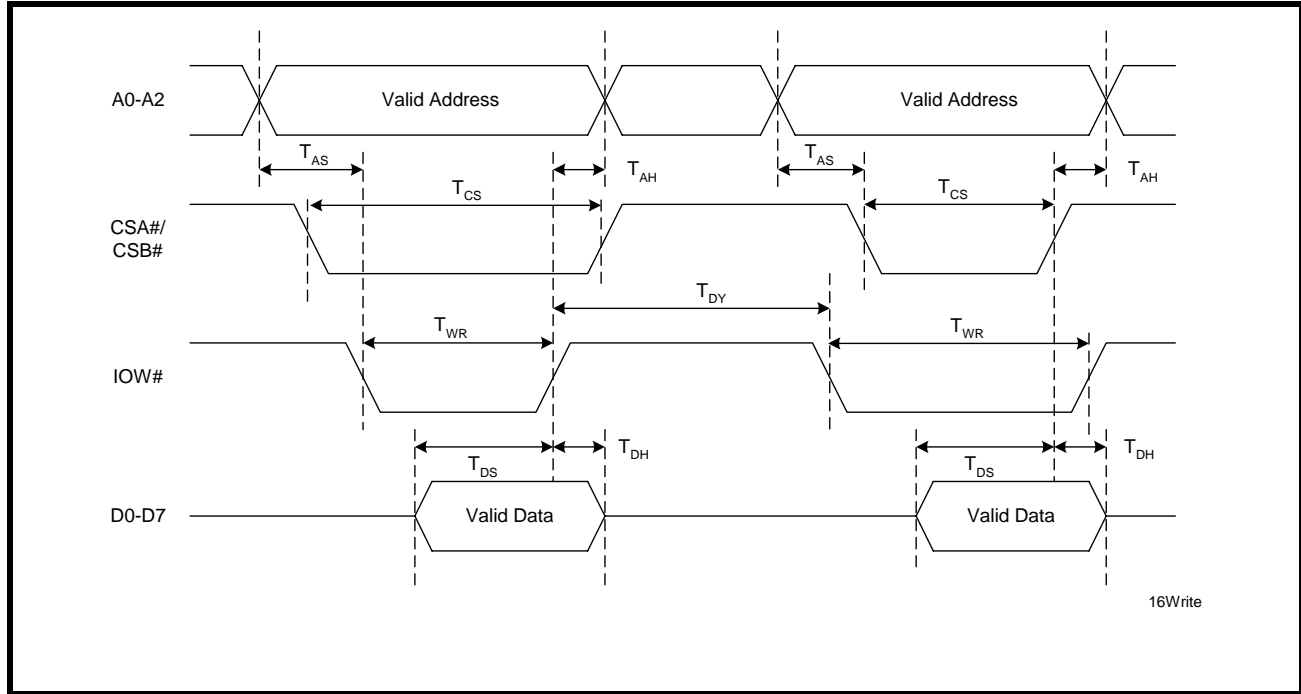 A0-A2
Valid Address
Valid Address
TAS
TAH
TAS
TAH
TCS
TCS
CSA#/
CSB#
TDY
TWR
TWR
IOW#
TDS
TDH
TDS
TDH
D0-D7
Valid Data
Valid Data
16Write